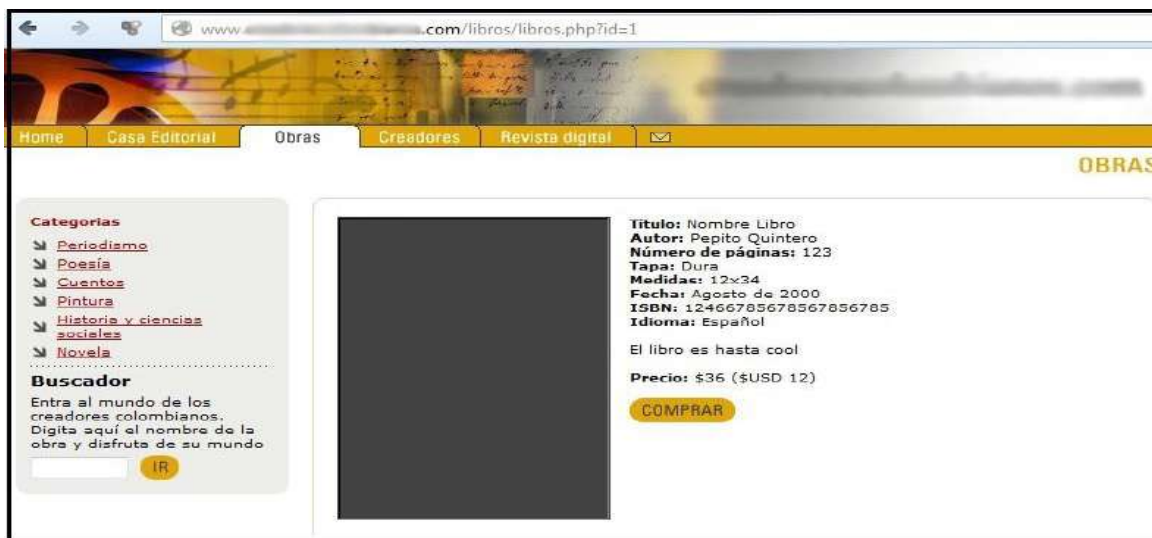 www. .com/libros/libros.php?id=1
Home Casa Editorial Obras Creadores Revista digital
OBRAS
Categorias
Periodismo
Poesía
Cuentos
Pintura
Historia y ciencias
sociales
Novela
Buscador
Entra al mundo de los
creadores colombianos.
Digita aquí el nombre de la
obra y disfruta de su mundo
IR
Título: Nombre Libro
Autor: Pepito Quintero
Número de páginas: 123
Tapa: Dura
Medidas: 12x34
Fecha: Agosto de 2000
ISBN: 12466785678567856785
Idioma: Español
El libro es hasta cool
Precio: $36 ($USD 12)
COMPRAR